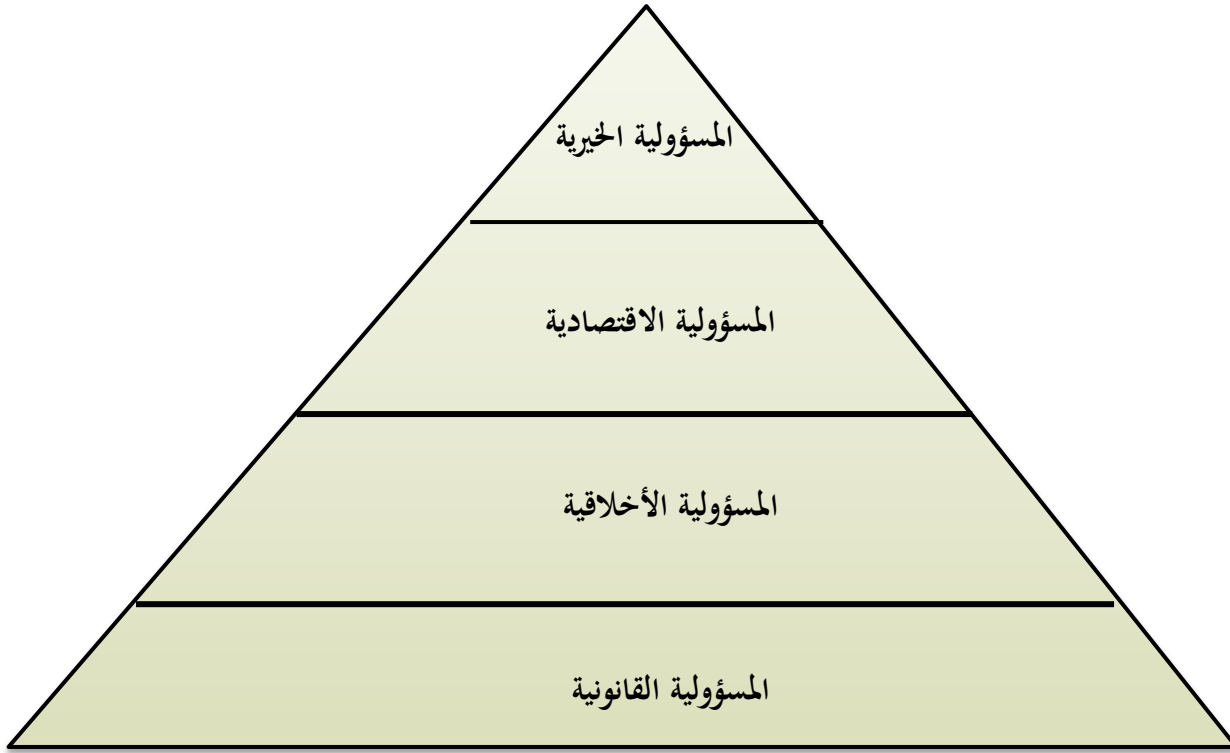 المسؤولية الخيرية
المسؤولية الاقتصادية
المسؤولية الأخلاقية
المسؤولية القانونية